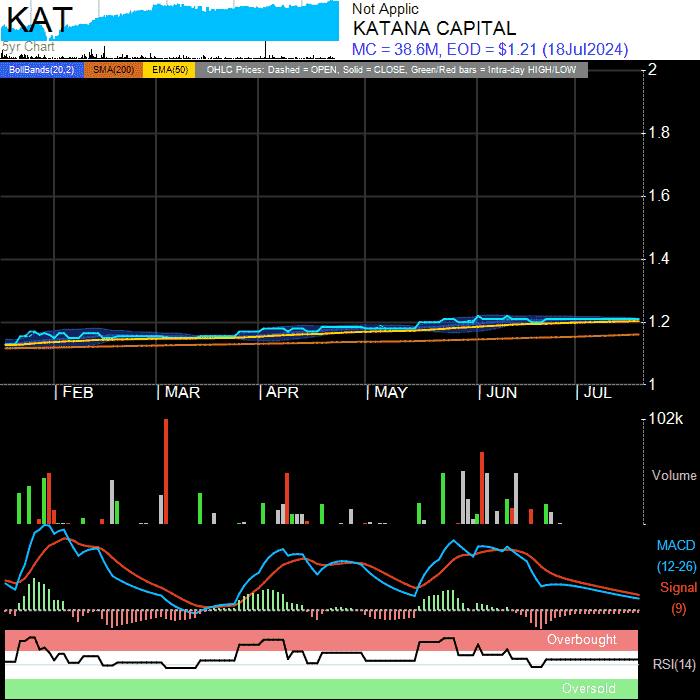 KAT
5yr Chart
Not Applic
KATANA CAPITAL
MC = 38.6M, EOD = $1.21 (18Jul2024)
BollBands(20,2) SMA(200) EMA(50) OHLC Prices: Dashed = OPEN, Solid = CLOSE, Green/Red bars = Intra-day HIGH/LOW
2
1.8
1.6
1.4
1.2
1
FEB MAR APR MAY JUN JUL
102k
Volume
MACD
(12-26)
Signal
(9)
Overbought
RSI(14)
Oversold